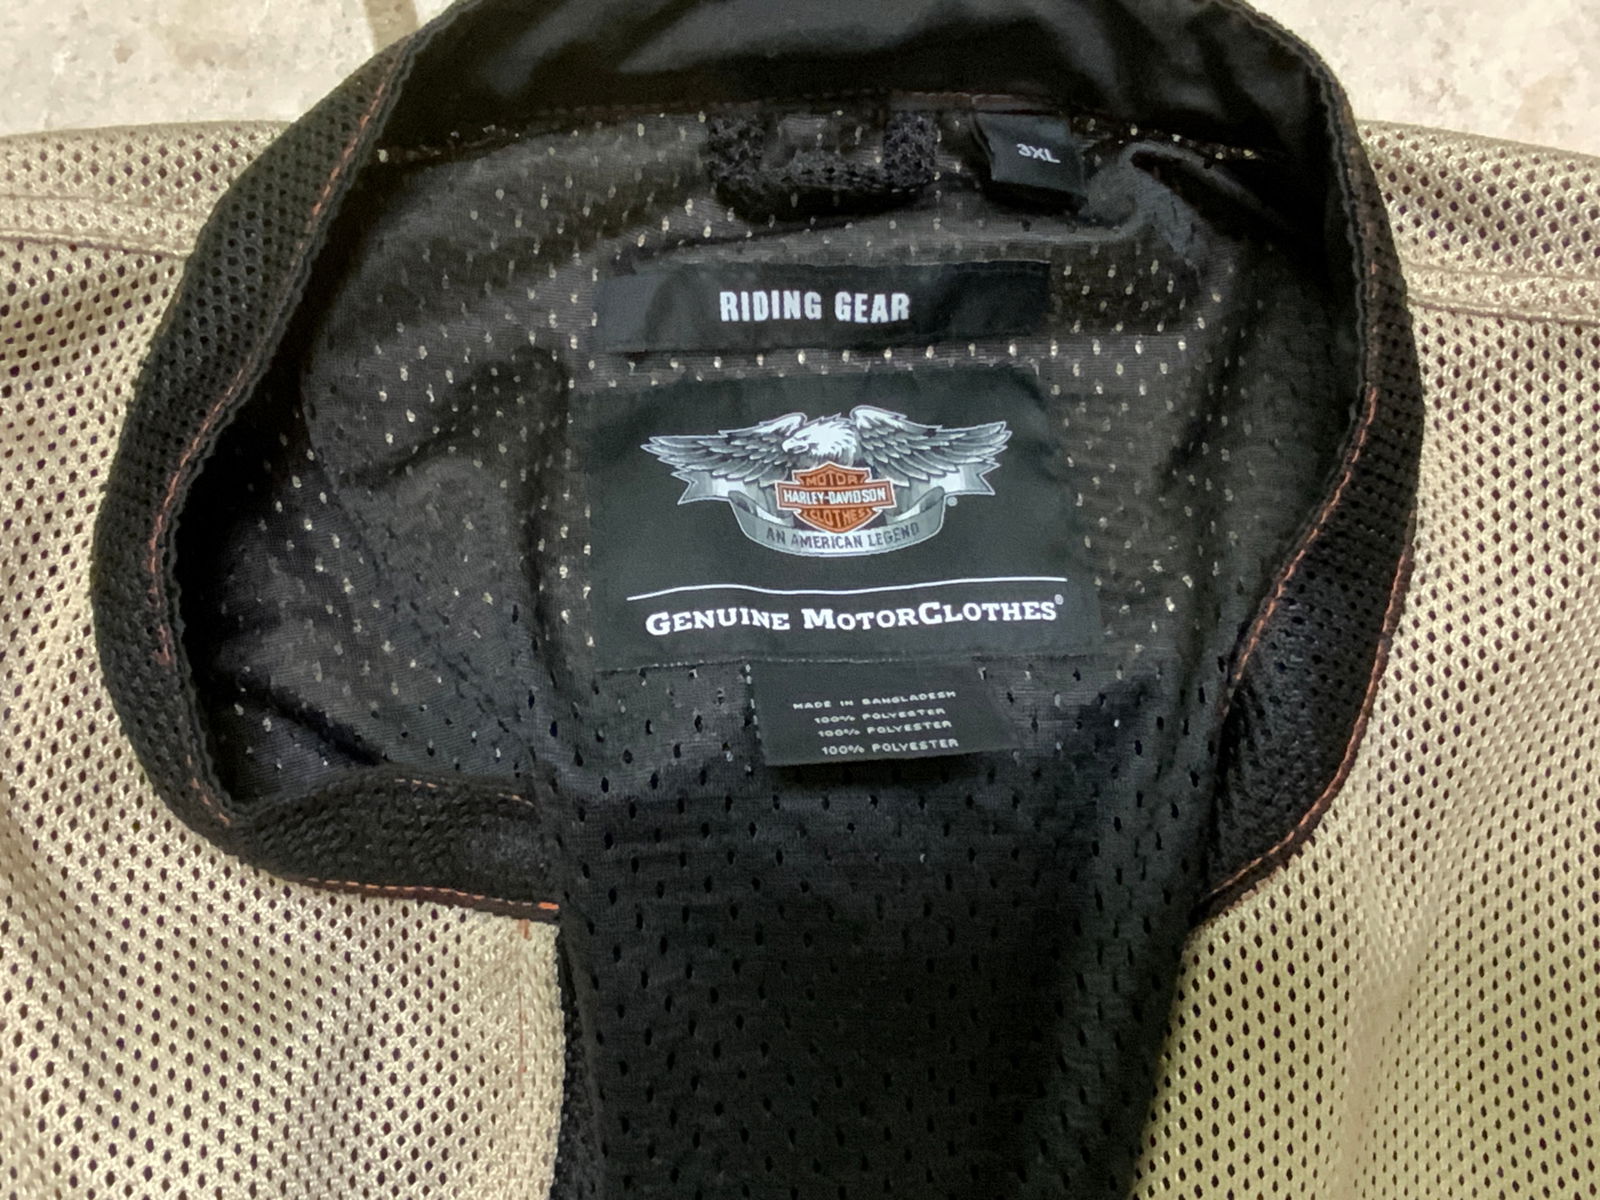 3XL
RIDING GEAR
MOTOR
HARLEY-DAVIDSON
CLOTHES
AN AMERICAN LEGEND
®
GENUINE MOTORCLOTHES®
MADE IN BANGLADESH
100% POLYESTER
100% POLYESTER
100% POLYESTER